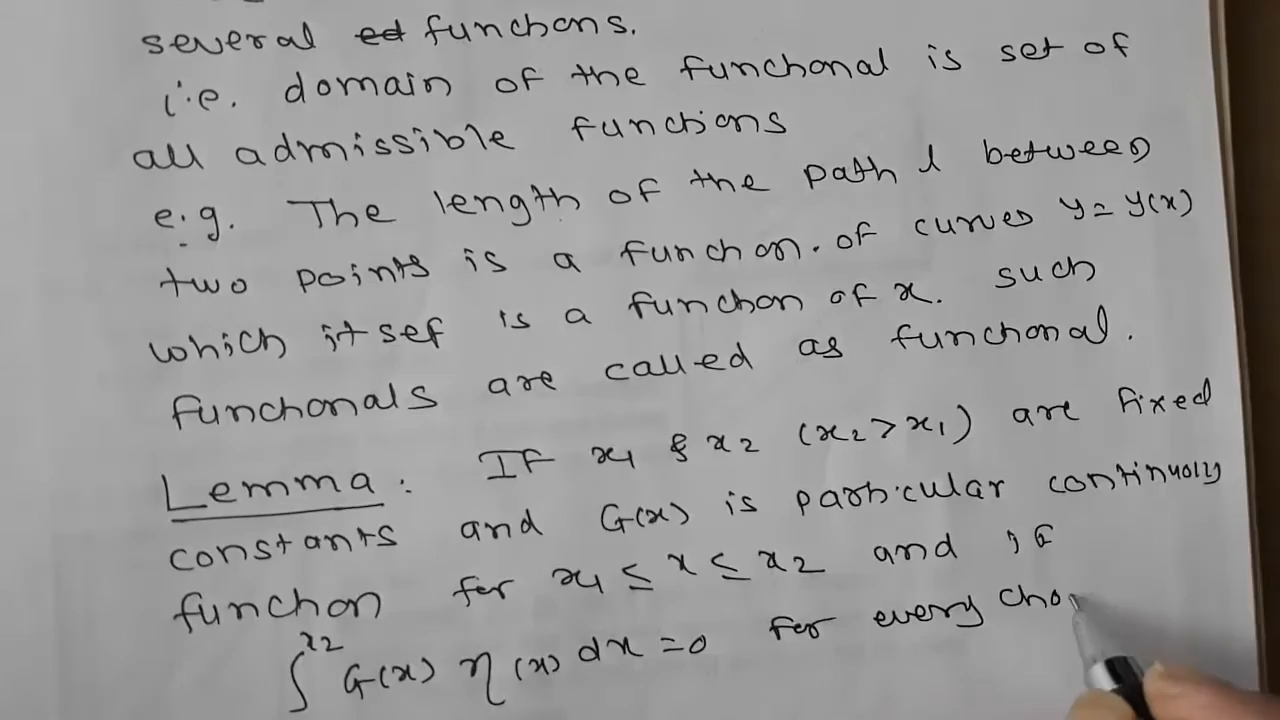 several ed functions.
i.e. domain of the functional is set of
all admissible functions
e.g. The length of the path l between
two points is a function. of curves y = y(x)
which itsef is a function of x. such
functionals are called as functional.
Lemma : If x1 & x2 (x2 > x1) are fixed
constants and G(x) is particular continuoly
function for x1 ≤ x ≤ x2 and if
∫^x2 G(x) η(x) dx = 0 for every cho